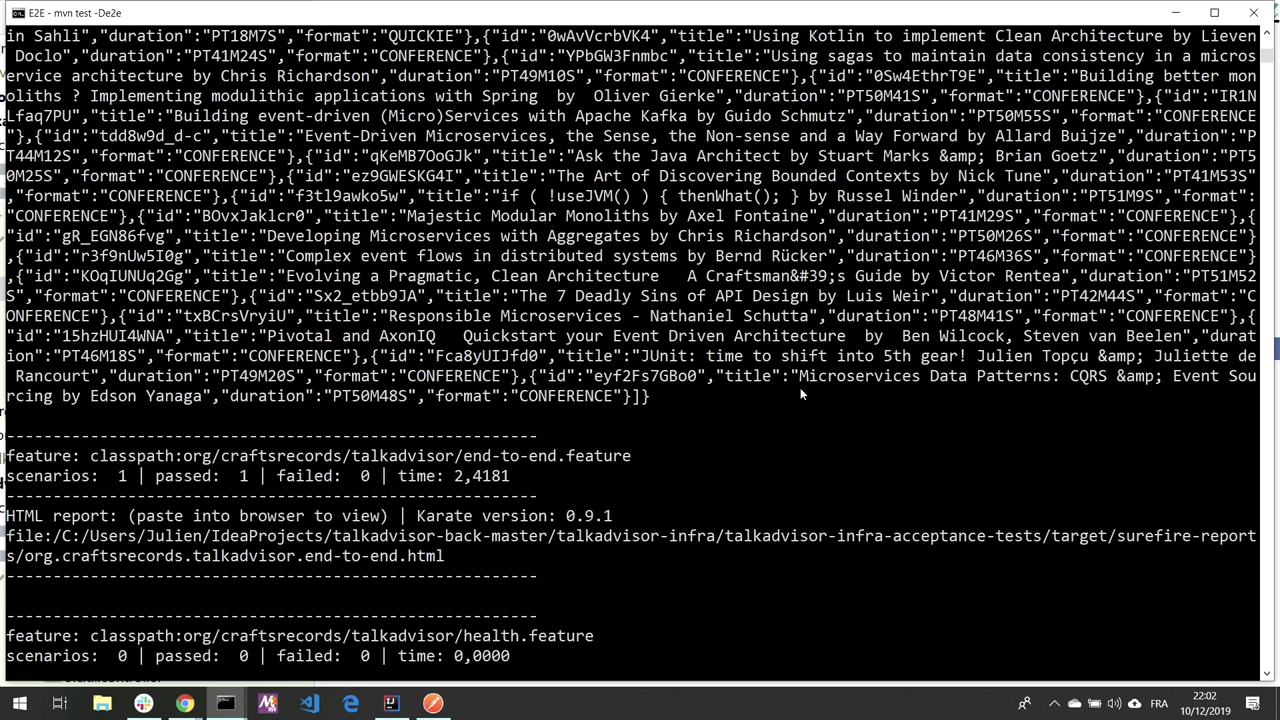 E2E - mvn test -De2e
in Sahli","duration":"PT18M7S","format":"QUICKIE"},{"id":"0wAvVcrbVK4","title":"Using Kotlin to implement Clean Architecture by Lieven
Doclo","duration":"PT41M24S","format":"CONFERENCE"},{"id":"YPbGW3Fnmbc","title":"Using sagas to maintain data consistency in a micros
ervice architecture by Chris Richardson","duration":"PT49M10S","format":"CONFERENCE"},{"id":"0Sw4EthrT9E","title":"Building better mon
oliths ? Implementing modulithic applications with Spring  by  Oliver Gierke","duration":"PT50M41S","format":"CONFERENCE"},{"id":"IR1N
Lfaq7PU","title":"Building event-driven (Micro)Services with Apache Kafka by Guido Schmutz","duration":"PT50M55S","format":"CONFERENCE
"},{"id":"tdd8w9d_d-c","title":"Event-Driven Microservices, the Sense, the Non-sense and a Way Forward by Allard Buijze","duration":"P
T44M12S","format":"CONFERENCE"},{"id":"qKeMB7OoGJk","title":"Ask the Java Architect by Stuart Marks &amp; Brian Goetz","duration":"PT5
0M25S","format":"CONFERENCE"},{"id":"ez9GWESKG4I","title":"The Art of Discovering Bounded Contexts by Nick Tune","duration":"PT41M53S"
,"format":"CONFERENCE"},{"id":"f3tl9awko5w","title":"if ( !useJVM() ) { thenWhat(); } by Russel Winder","duration":"PT51M9S","format":
"CONFERENCE"},{"id":"BOvxJaklcr0","title":"Majestic Modular Monoliths by Axel Fontaine","duration":"PT41M29S","format":"CONFERENCE"},{
"id":"gR_EGN86fvg","title":"Developing Microservices with Aggregates by Chris Richardson","duration":"PT50M26S","format":"CONFERENCE"}
,{"id":"r3f9nUw5I0g","title":"Complex event flows in distributed systems by Bernd Rücker","duration":"PT46M36S","format":"CONFERENCE"}
,{"id":"KOqIUNUq2Gg","title":"Evolving a Pragmatic, Clean Architecture   A Craftsman&#39;s Guide by Victor Rentea","duration":"PT51M52
S","format":"CONFERENCE"},{"id":"Sx2_etbb9JA","title":"The 7 Deadly Sins of API Design by Luis Weir","duration":"PT42M44S","format":"C
ONFERENCE"},{"id":"txBCrsVryiU","title":"Responsible Microservices - Nathaniel Schutta","duration":"PT48M41S","format":"CONFERENCE"},{
"id":"15hzHUI4WNA","title":"Pivotal and AxonIQ   Quickstart your Event Driven Architecture  by  Ben Wilcock, Steven van Beelen","durat
ion":"PT46M18S","format":"CONFERENCE"},{"id":"Fca8yUIJfd0","title":"JUnit: time to shift into 5th gear! Julien Topçu &amp; Juliette de
Rancourt","duration":"PT49M20S","format":"CONFERENCE"},{"id":"eyf2Fs7GBo0","title":"Microservices Data Patterns: CQRS &amp; Event Sou
rcing by Edson Yanaga","duration":"PT50M48S","format":"CONFERENCE"}]}
---------------------------------------------------------
feature: classpath:org/craftsrecords/talkadvisor/end-to-end.feature
scenarios:  1 | passed:  1 | failed:  0 | time: 2,4181
---------------------------------------------------------
HTML report: (paste into browser to view) | Karate version: 0.9.1
file:/C:/Users/Julien/IdeaProjects/talkadvisor-back-master/talkadvisor-infra/talkadvisor-infra-acceptance-tests/target/surefire-report
s/org.craftsrecords.talkadvisor.end-to-end.html
---------------------------------------------------------
---------------------------------------------------------
feature: classpath:org/craftsrecords/talkadvisor/health.feature
scenarios:  0 | passed:  0 | failed:  0 | time: 0,0000
FRA
22:02
10/12/2019